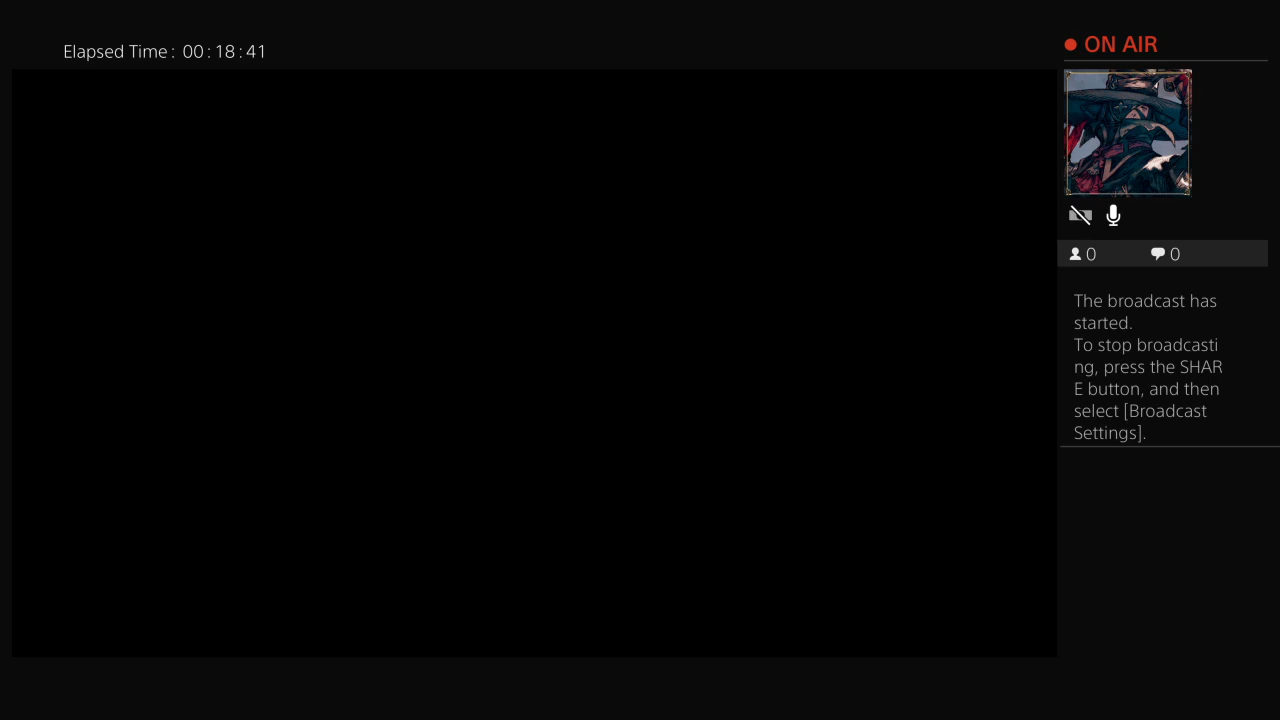 Elapsed Time: 00:18:41
ON AIR
0 0
The broadcast has
started.
To stop broadcasti
ng, press the SHAR
E button, and then
select [Broadcast
Settings].